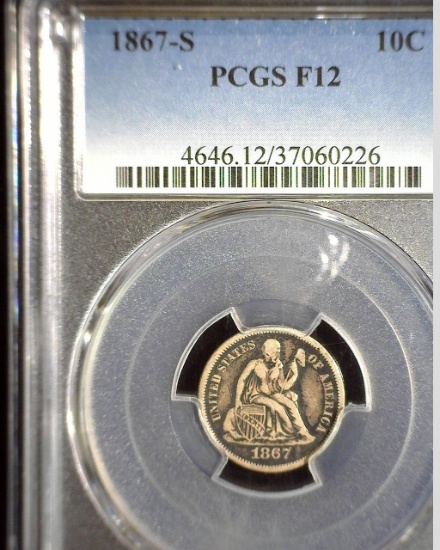 1867-S 10C
PCGS F12
4646.12/37060226
UNITED STATES OF AMERICA
1867